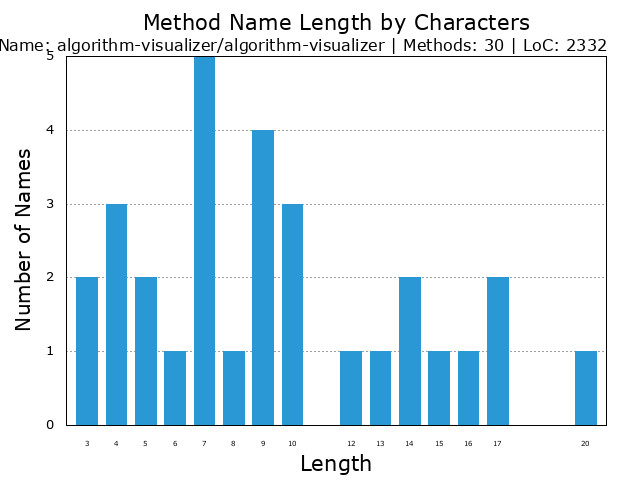 Method Name Length by Characters
Name: algorithm-visualizer/algorithm-visualizer | Methods: 30 | LoC: 2332
5
4
3
2
1
0
Number of Names
3 4 5 6 7 8 9 10 12 13 14 15 16 17 20
Length